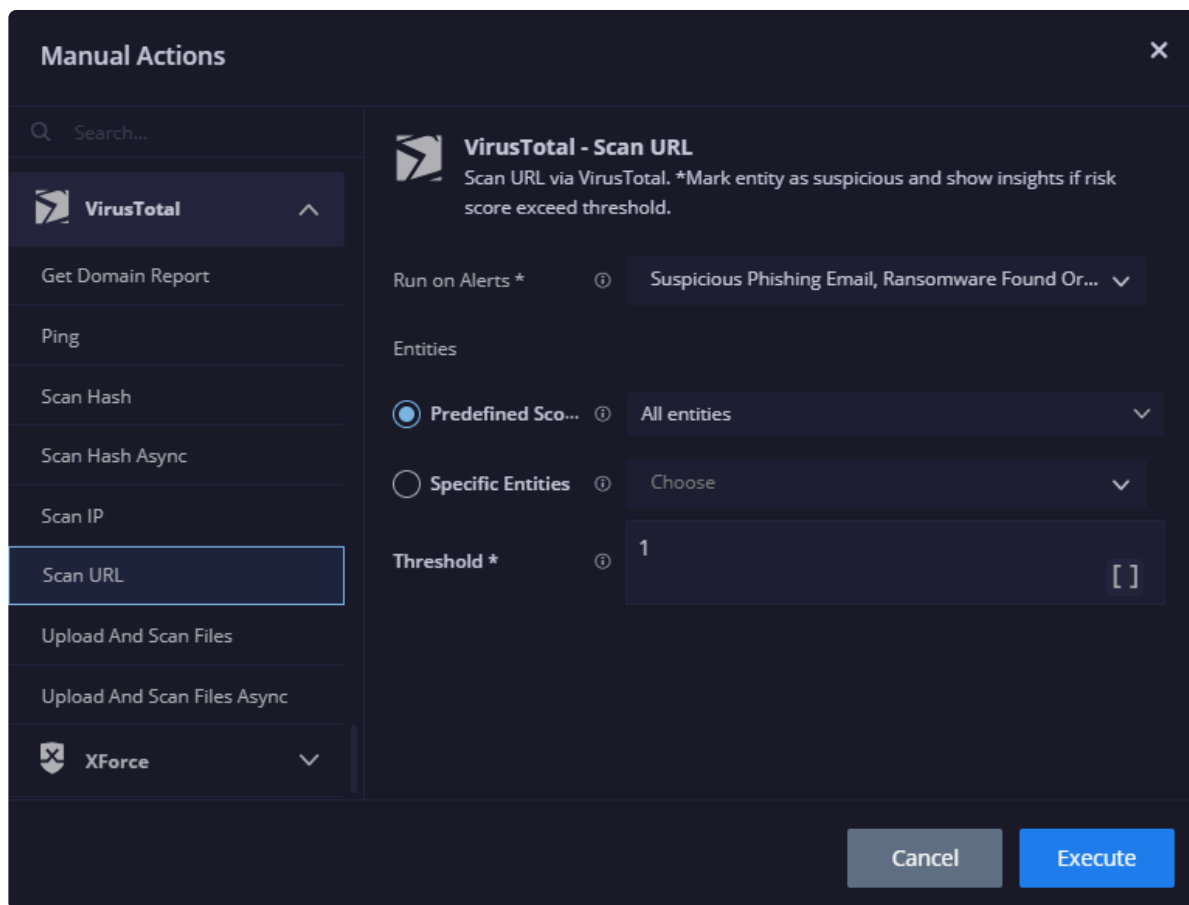 Manual Actions
Search...
VirusTotal
Get Domain Report
Ping
Scan Hash
Scan Hash Async
Scan IP
Scan URL
Upload And Scan Files
Upload And Scan Files Async
XForce
VirusTotal - Scan URL
Scan URL via VirusTotal. *Mark entity as suspicious and show insights if risk
score exceed threshold.
Run on Alerts * Suspicious Phishing Email, Ransomware Found Or...
Entities
Predefined Sco... All entities
Specific Entities Choose
Threshold * 1
[ ]
Cancel Execute